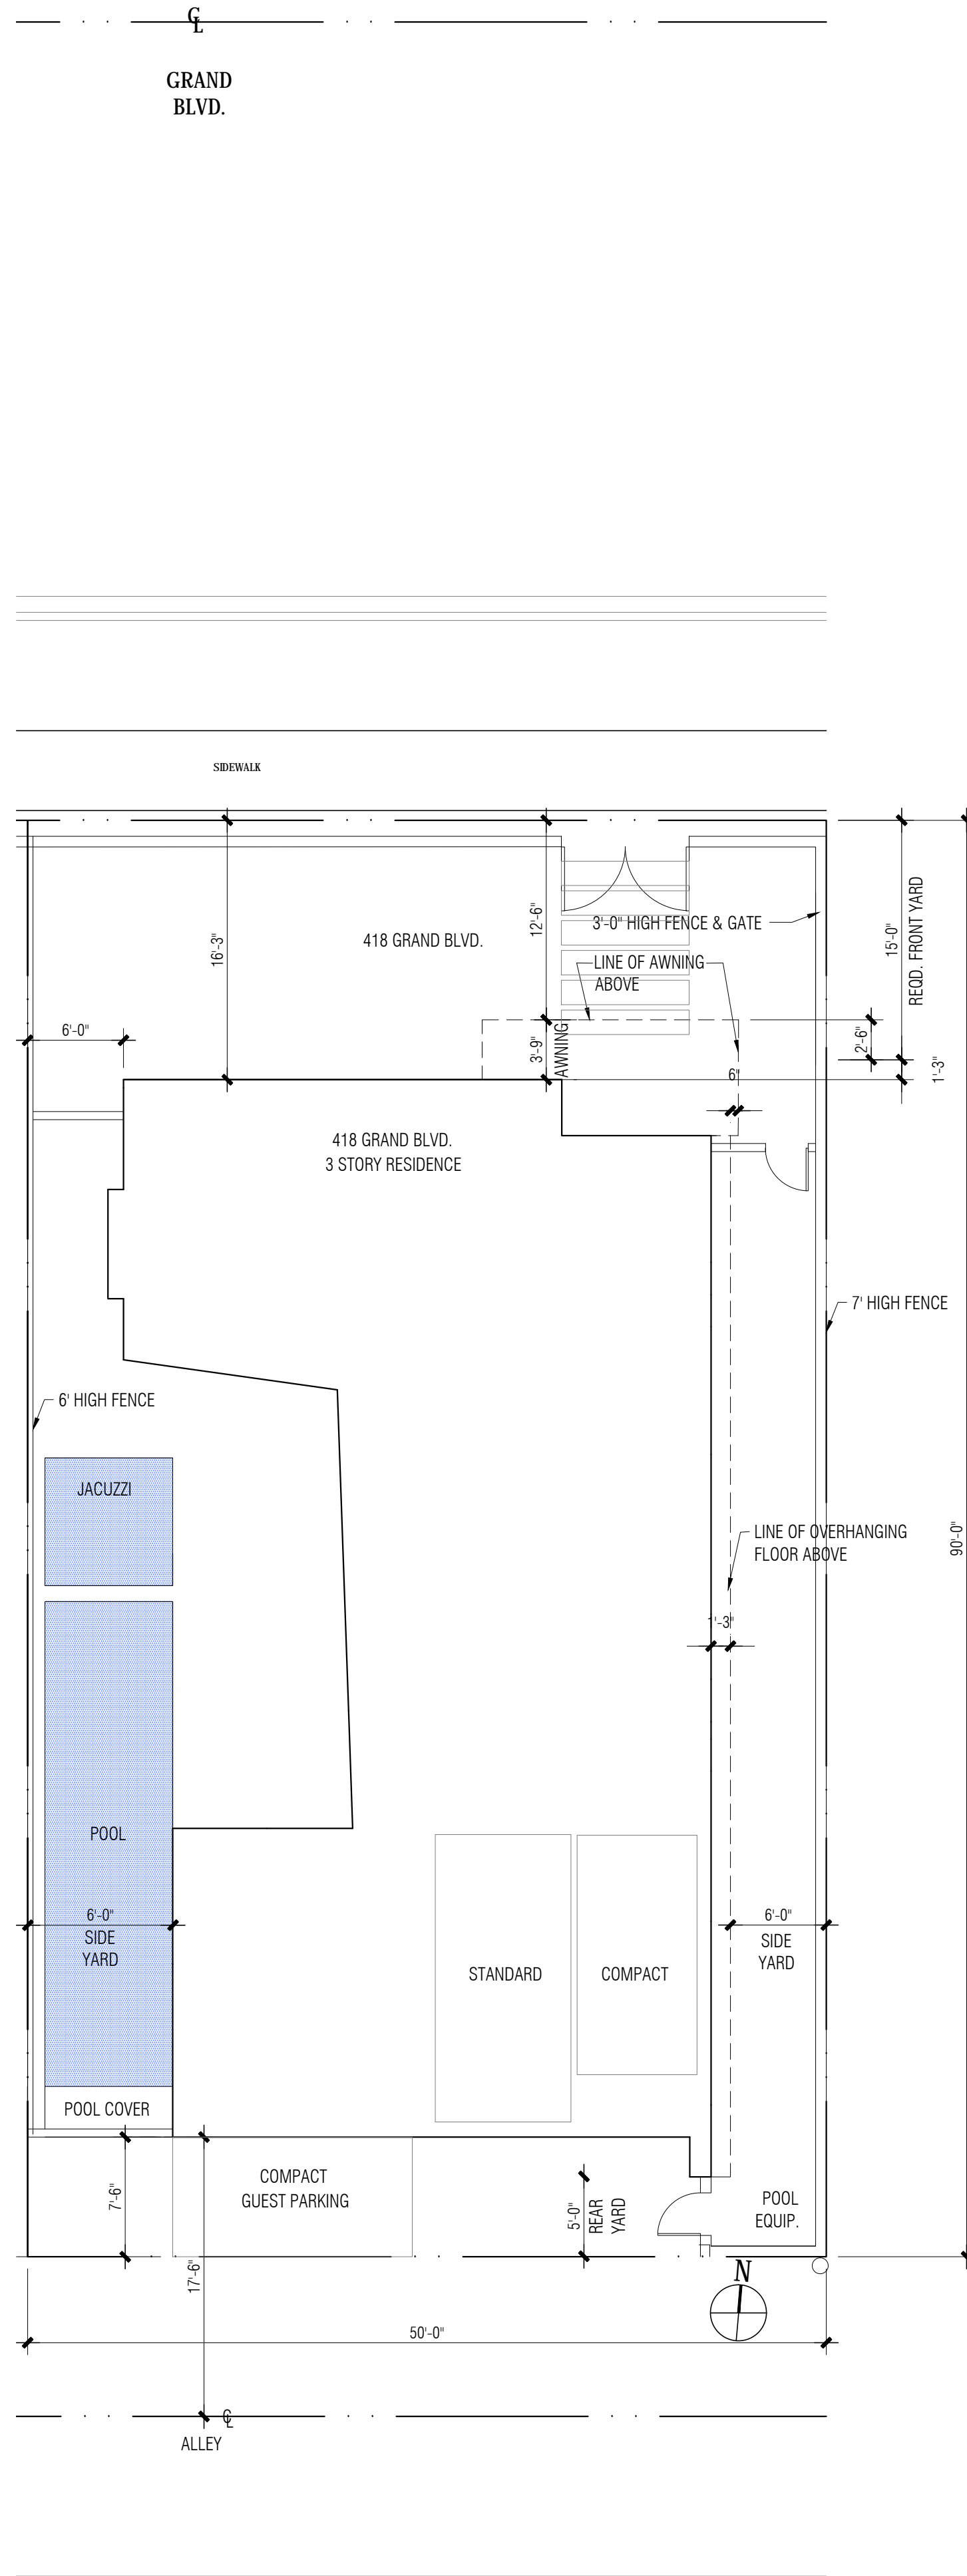 CL
GRAND
BLVD.
SIDEWALK
16'-3"
12'-6"
418 GRAND BLVD.
3'-0" HIGH FENCE & GATE
15'-0"
REQD. FRONT YARD
LINE OF AWNING
ABOVE
6'-0"
3'-9"
AWNING
2'-6"
6"
1'-3"
418 GRAND BLVD.
3 STORY RESIDENCE
7' HIGH FENCE
6' HIGH FENCE
JACUZZI
LINE OF OVERHANGING
FLOOR ABOVE
90'-0"
1'-3"
POOL
6'-0"
SIDE
YARD
6'-0"
SIDE
YARD
STANDARD
COMPACT
POOL COVER
7'-6"
COMPACT
GUEST PARKING
5'-0"
REAR
YARD
POOL
EQUIP.
17'-6"
N
50'-0"
CL
ALLEY